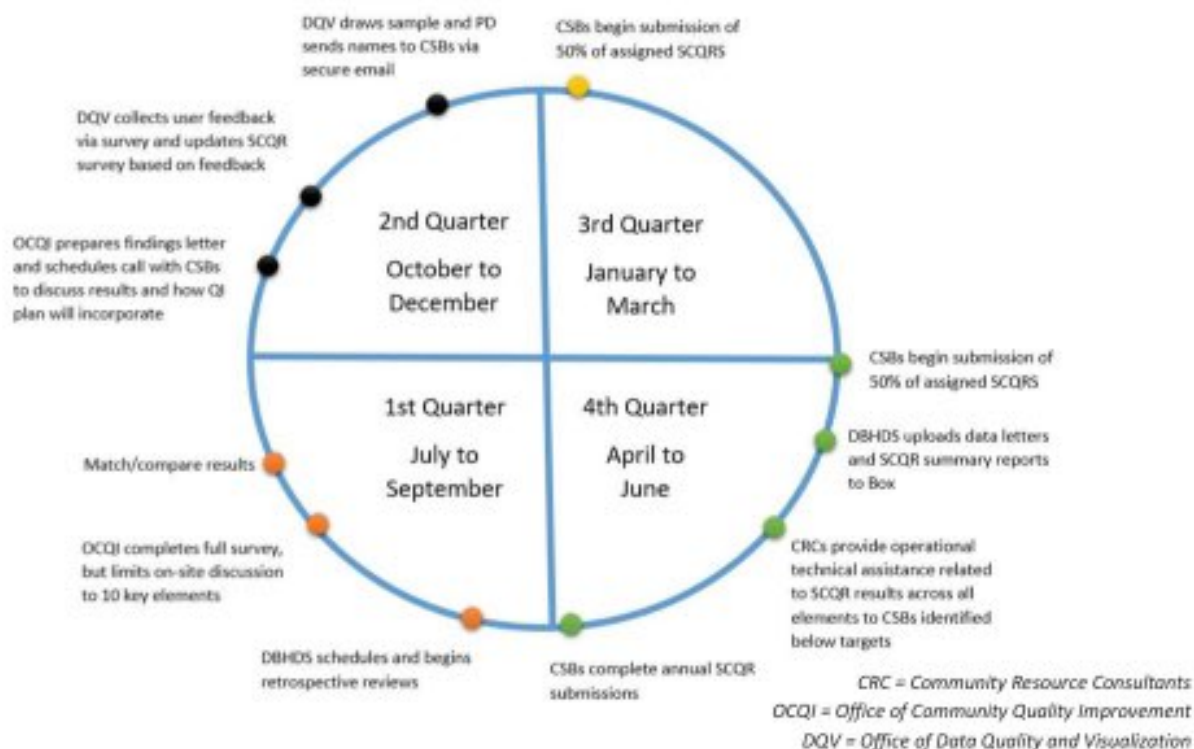 DQV draws sample and PD
sends names to CSBs via
secure email
CSBs begin submission of
50% of assigned SCQRS
DQV collects user feedback
via survey and updates SCQR
survey based on feedback
OCQI prepares findings letter
and schedules call with CSBs
to discuss results and how QI
plan will incorporate
2nd Quarter
October to
December
3rd Quarter
January to
March
CSBs begin submission of
50% of assigned SCQRS
DBHDS uploads data letters
and SCQR summary reports
to Box
1st Quarter
July to
September
4th Quarter
April to
June
Match/compare results
OCQI completes full survey,
but limits on-site discussion
to 10 key elements
CRCs provide operational
technical assistance related
to SCQR results across all
elements to CSBs identified
below targets
DBHDS schedules and begins
retrospective reviews
CSBs complete annual SCQR
submissions
CRC = Community Resource Consultants
OCQI = Office of Community Quality Improvement
DQV = Office of Data Quality and Visualization